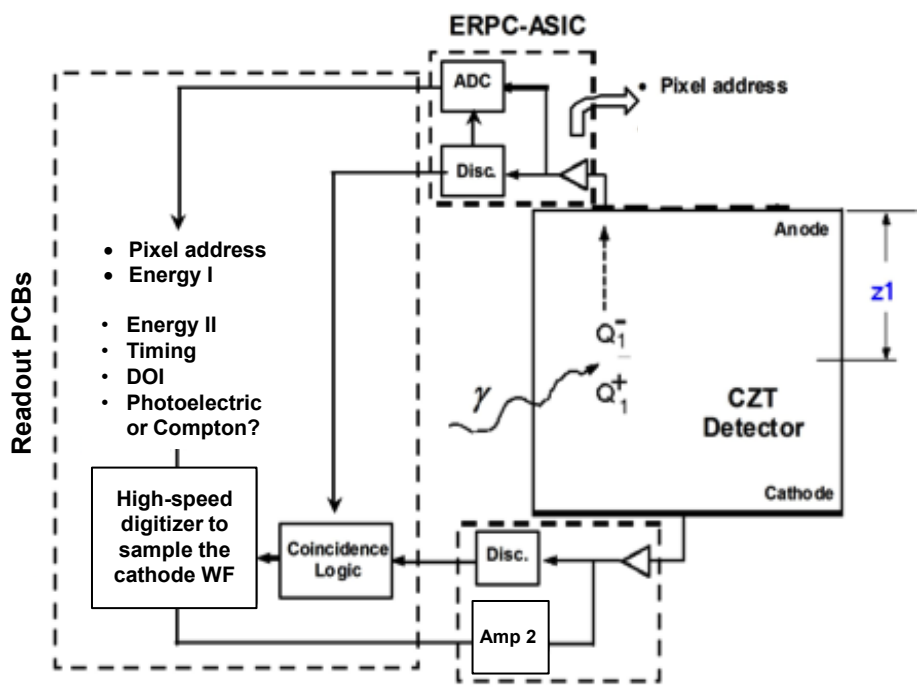 ERPC-ASIC
ADC
• Pixel address
Disc.
Anode
z1
Readout PCBs
• Pixel address
• Energy I
• Energy II
• Timing
• DOI
• Photoelectric
or Compton?
Q₁⁻
Q₁⁺
γ
CZT
Detector
Cathode
High-speed
digitizer to
sample the
cathode WF
Coincidence
Logic
Disc.
Amp 2